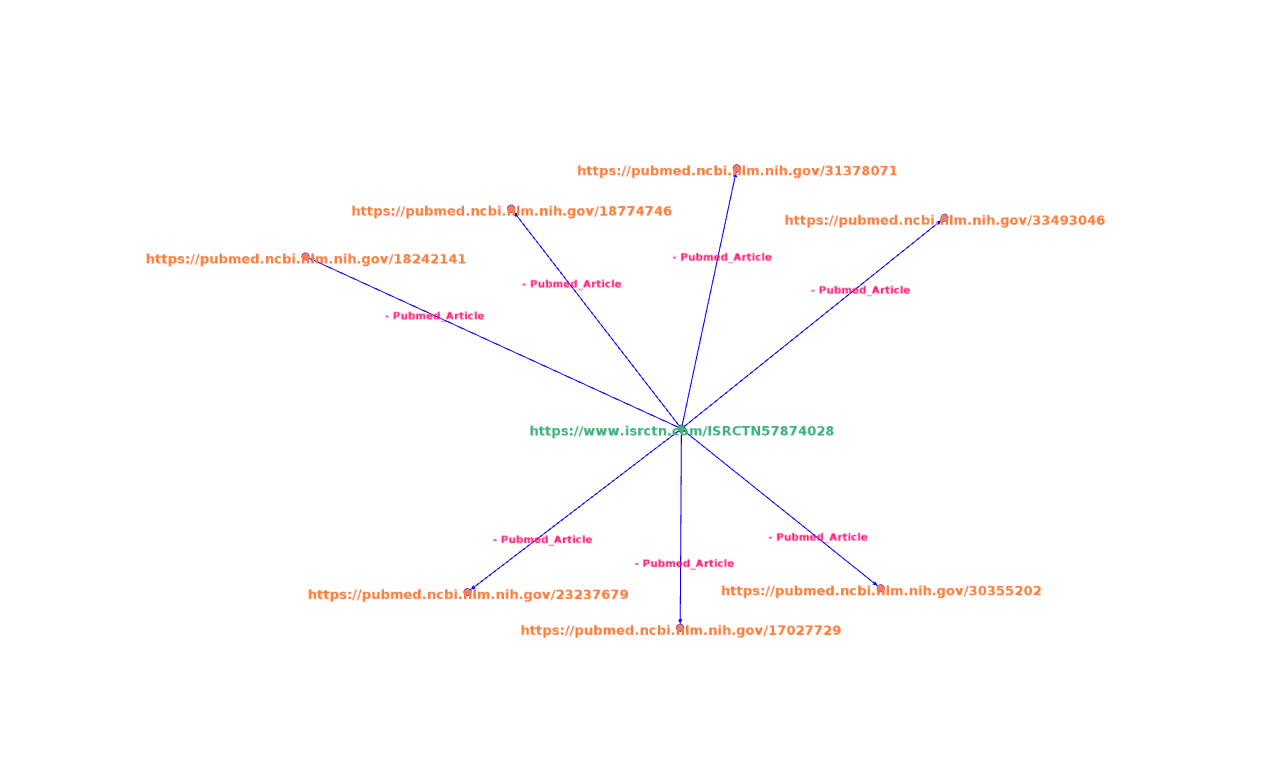 https://pubmed.ncbi.nlm.nih.gov/31378071
https://pubmed.ncbi.nlm.nih.gov/18774746
https://pubmed.ncbi.nlm.nih.gov/33493046
https://pubmed.ncbi.nlm.nih.gov/18242141
- Pubmed_Article
- Pubmed_Article
- Pubmed_Article
- Pubmed_Article
https://www.isrctn.com/ISRCTN57874028
- Pubmed_Article
- Pubmed_Article
- Pubmed_Article
https://pubmed.ncbi.nlm.nih.gov/30355202
https://pubmed.ncbi.nlm.nih.gov/23237679
https://pubmed.ncbi.nlm.nih.gov/17027729